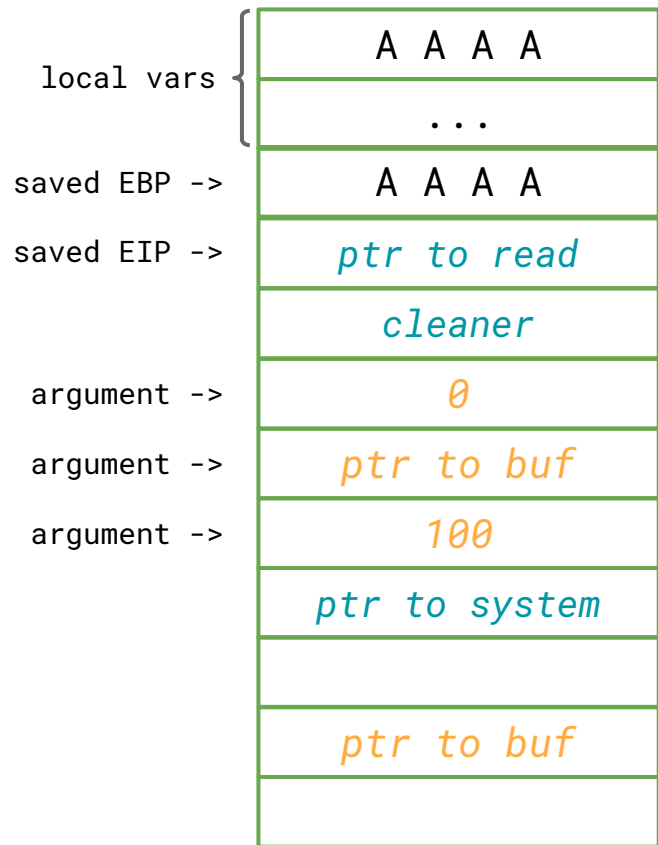 A A A A
local vars
...
saved EBP -> A A A A
saved EIP -> ptr to read
cleaner
argument -> 0
argument -> ptr to buf
argument -> 100
ptr to system
ptr to buf